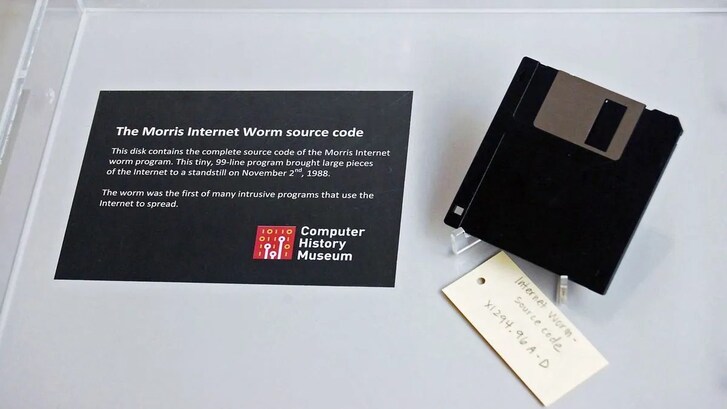 The Morris Internet Worm source code
This disk contains the complete source code of the Morris Internet
worm program. This tiny, 99-line program brought large pieces
of the Internet to a standstill on November 2nd, 1988.
The worm was the first of many intrusive programs that use the
Internet to spread.
10110
01101
Computer
History
Museum
Internet Worm-
source code
X1294.96A-D